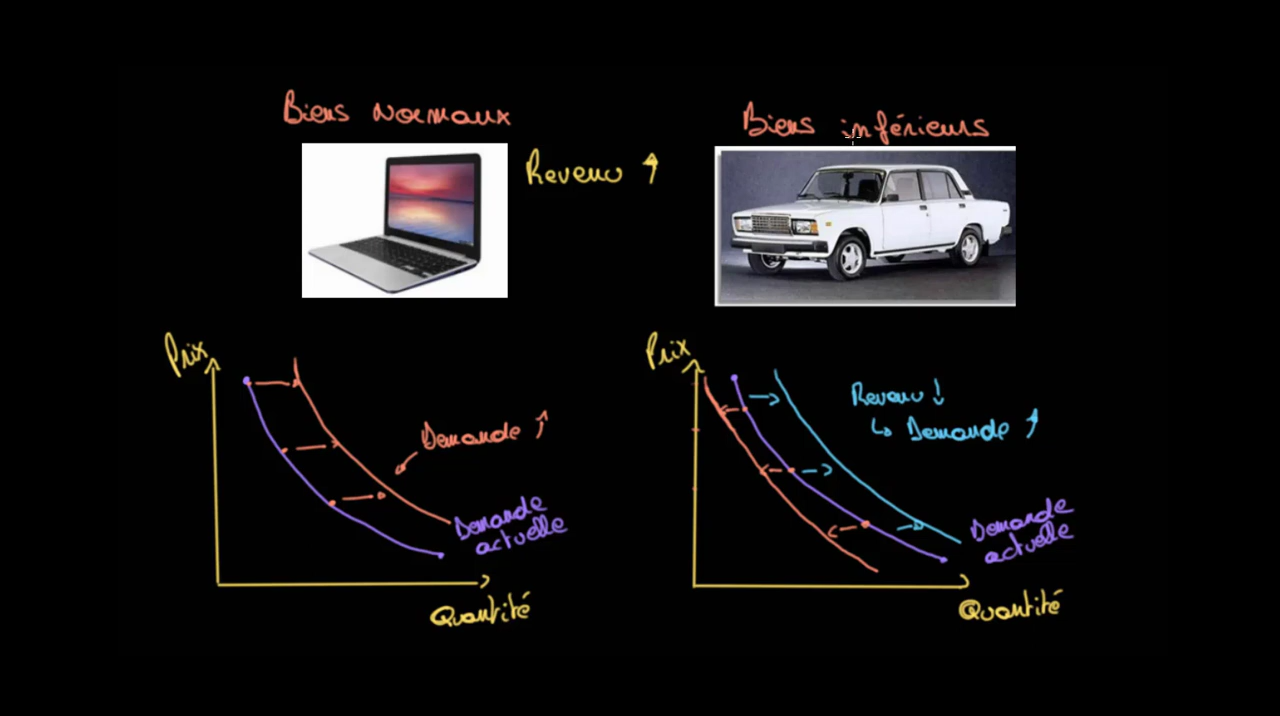 Biens Normaux
Revenu ↑
Biens inférieurs
Prix
Demande ↑
Demande
actuelle
Quantité
Prix
Revenu ↓
↳ Demande ↑
Demande
actuelle
Quantité